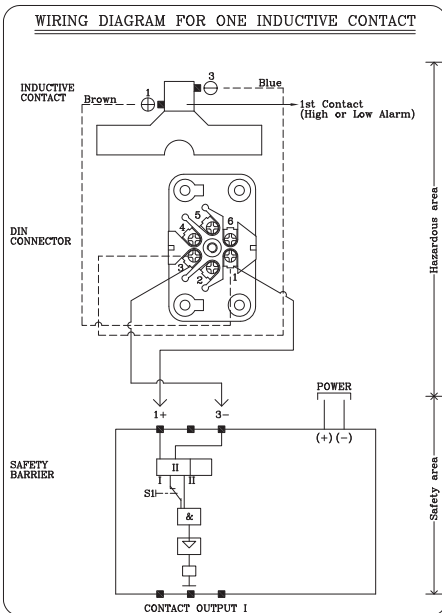 WIRING DIAGRAM FOR ONE INDUCTIVE CONTACT
3
Blue
INDUCTIVE
CONTACT
Brown
1
1st Contact
(High or Low Alarm)
DIN
CONNECTOR
5
6
4
3
2
1
Hazardous area
POWER
1+
3-
(+) (-)
SAFETY
BARRIER
II
I
II
S1
&
Safety area
CONTACT OUTPUT I